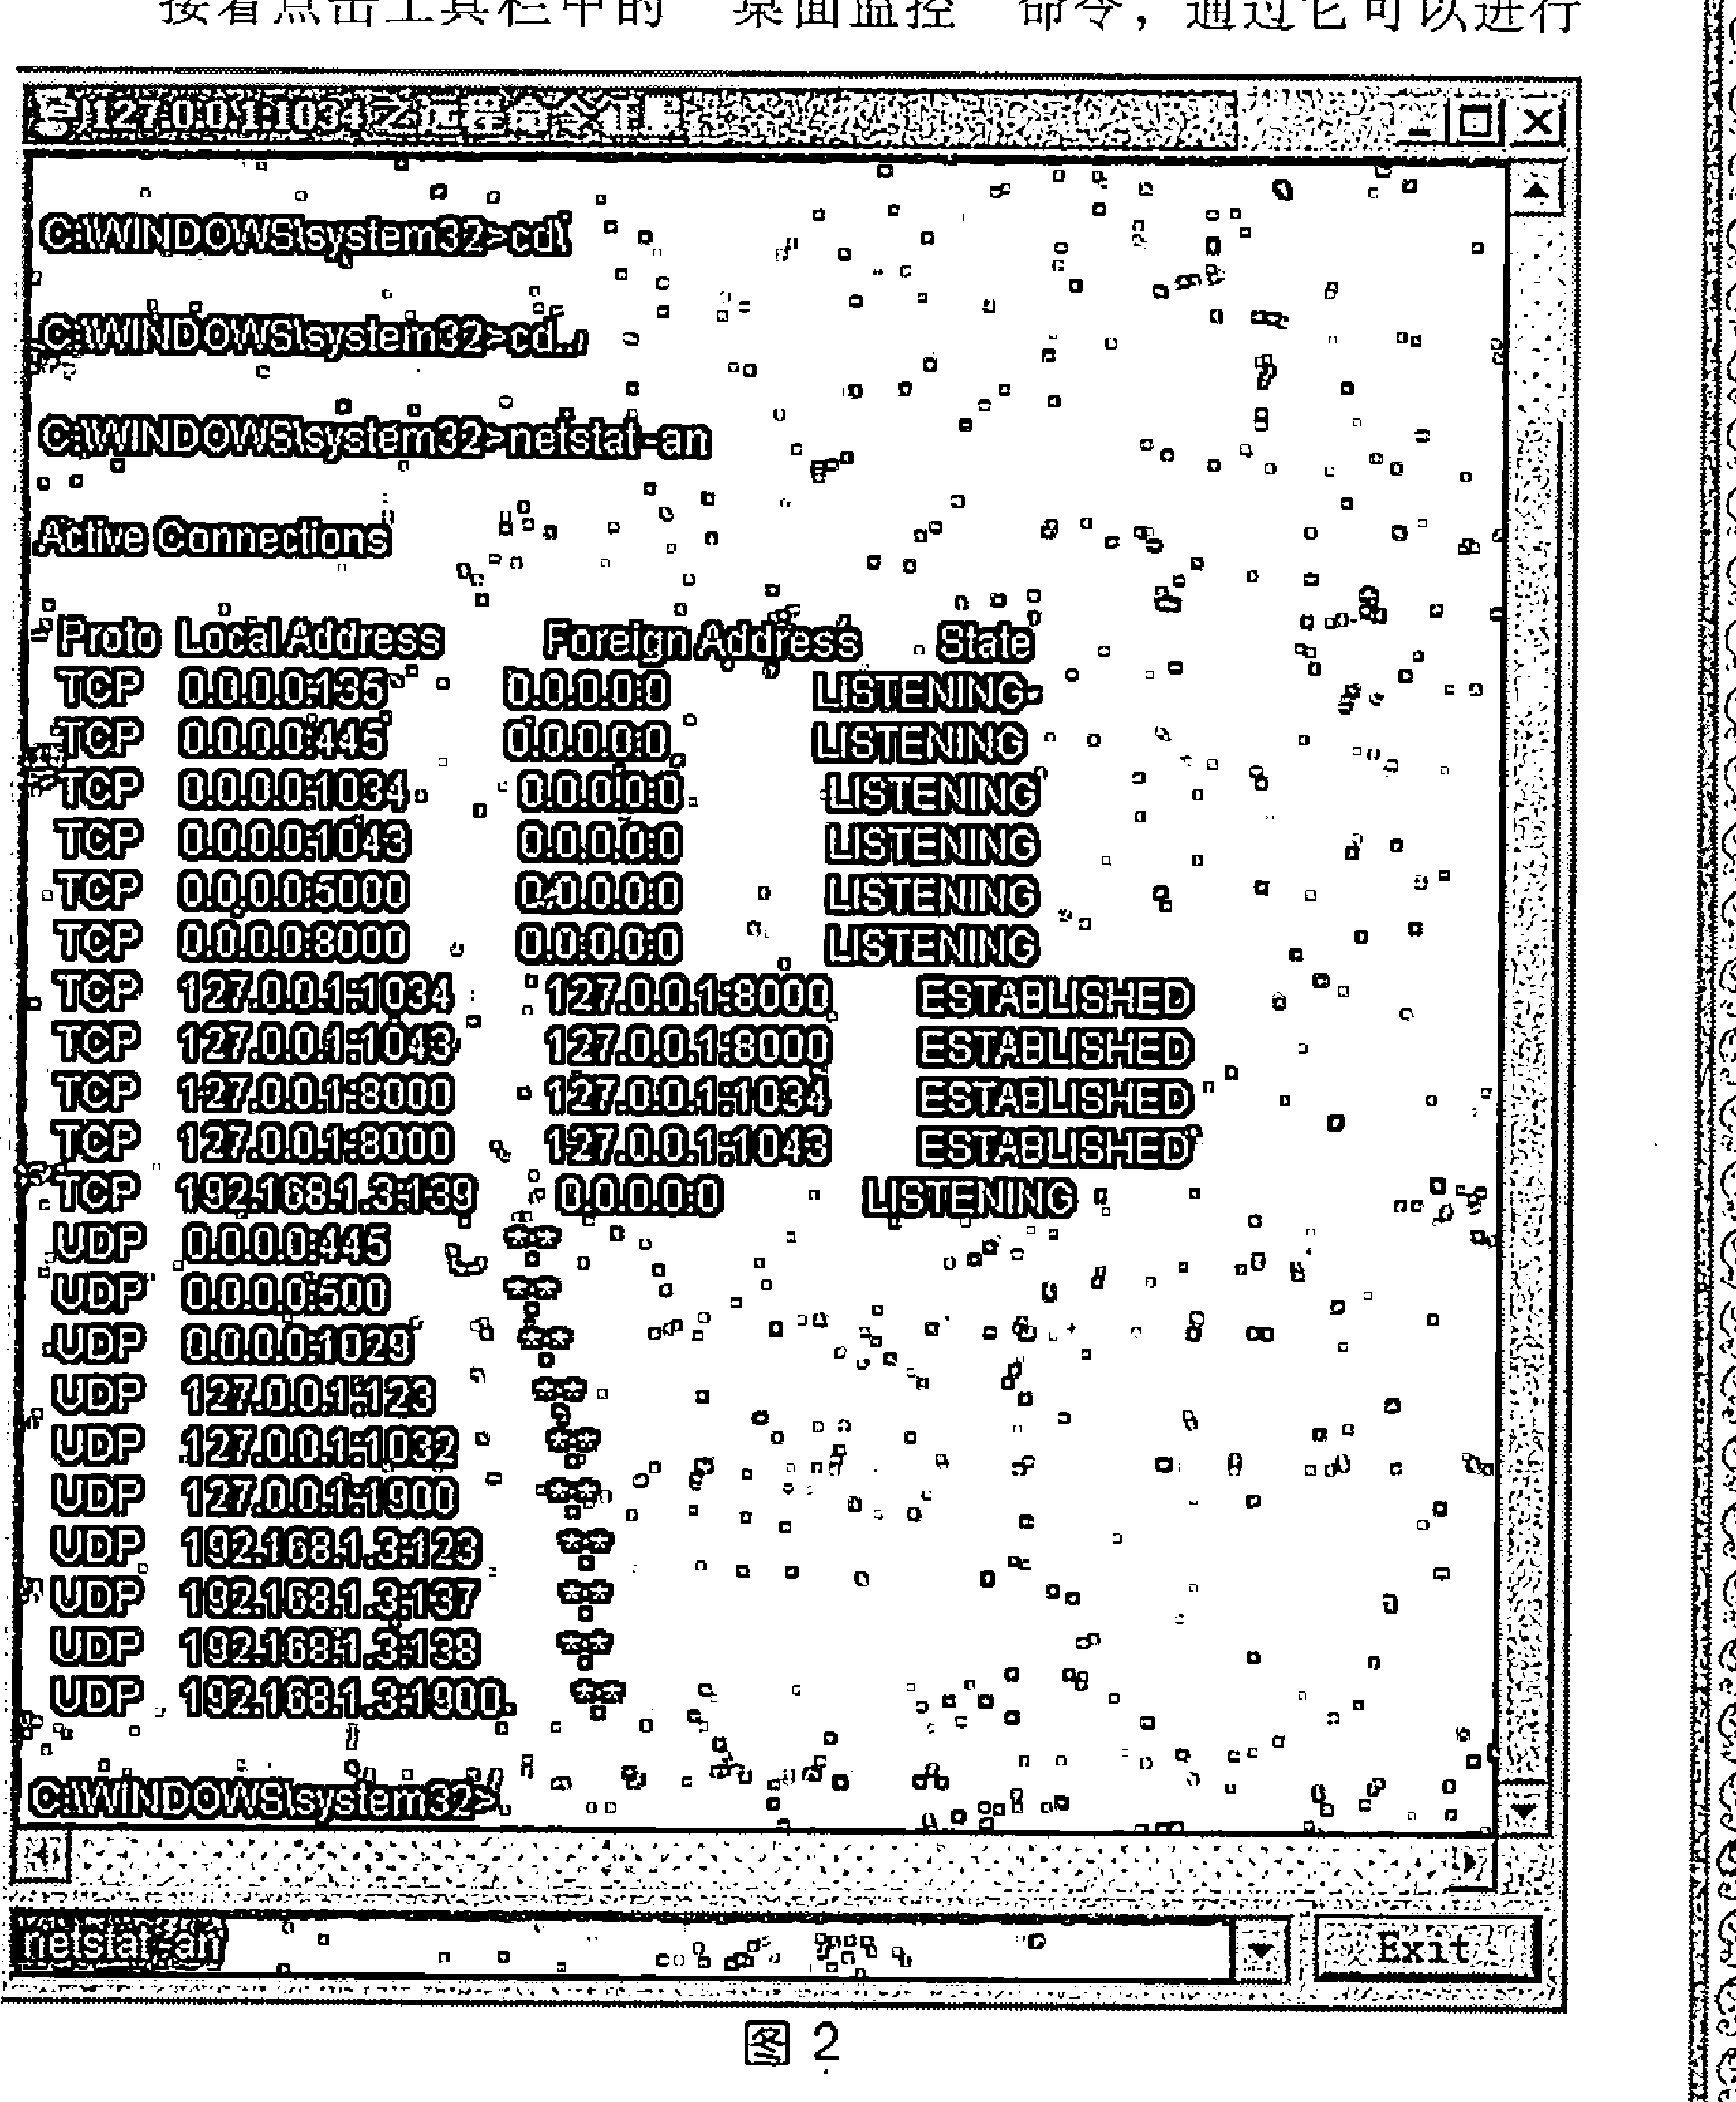 接着点击工具栏中的“桌面监控”命令，通过它可以进行
127.0.0.1:1034之远程命令
C:\WINDOWS\system32>cd\
C:\WINDOWS\system32>cd..
C:\WINDOWS\system32>netstat -an
Active Connections
Proto Local Address Foreign Address State
TCP 0.0.0.0:135 0.0.0.0:0 LISTENING
TCP 0.0.0.0:445 0.0.0.0:0 LISTENING
TCP 0.0.0.0:1034 0.0.0.0:0 LISTENING
TCP 0.0.0.0:1043 0.0.0.0:0 LISTENING
TCP 0.0.0.0:5000 0.0.0.0:0 LISTENING
TCP 0.0.0.0:8000 0.0.0.0:0 LISTENING
TCP 127.0.0.1:1034 127.0.0.1:8000 ESTABLISHED
TCP 127.0.0.1:1043 127.0.0.1:8000 ESTABLISHED
TCP 127.0.0.1:8000 127.0.0.1:1034 ESTABLISHED
TCP 127.0.0.1:8000 127.0.0.1:1043 ESTABLISHED
TCP 192.168.1.3:139 0.0.0.0:0 LISTENING
UDP 0.0.0.0:445 *:*
UDP 0.0.0.0:500 *:*
UDP 0.0.0.0:1029 *:*
UDP 127.0.0.1:123 *:*
UDP 127.0.0.1:1032 *:*
UDP 127.0.0.1:1900 *:*
UDP 192.168.1.3:123 *:*
UDP 192.168.1.3:137 *:*
UDP 192.168.1.3:138 *:*
UDP 192.168.1.3:1900 *:*
C:\WINDOWS\system32>
netstat -an
Exit
图 2